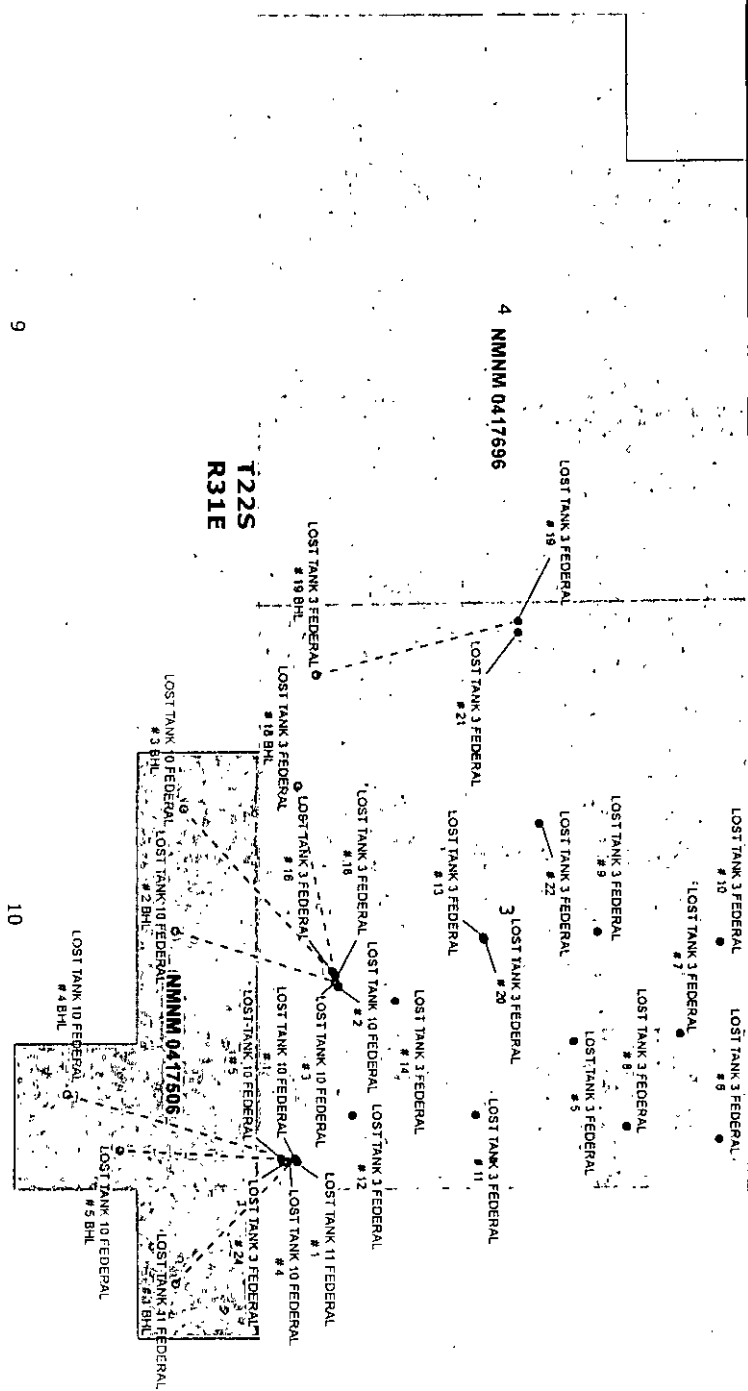 4 NMNM 0417696
9
T22S
R31E
LOST TANK 3 FEDERAL
# 19
LOST TANK 3 FEDERAL
# 19 BHL
LOST TANK 3 FEDERAL
# 21
LOST TANK 3 FEDERAL
# 10
LOST TANK 3 FEDERAL
# 7
LOST TANK 3 FEDERAL
# 9
LOST TANK 3 FEDERAL
# 22
LOST TANK 3 FEDERAL
# 13
3
LOST TANK 3 FEDERAL
# 20
LOST TANK 3 FEDERAL
# 6
LOST TANK 3 FEDERAL
LOST TANK 3 FEDERAL
# 5
LOST TANK 3 FEDERAL
# 11
LOST TANK 3 FEDERAL
# 14
LOST TANK 3 FEDERAL
# 12
LOST TANK 3 FEDERAL
LOST TANK 3 FEDERAL
LOST TANK 3 FEDERAL
# 18 BHL
LOST TANK 10 FEDERAL
# 2
LOST TANK 10 FEDERAL
# 3
LOST TANK 10 FEDERAL
LOST TANK 10 FEDERAL
# 5
LOST TANK 11 FEDERAL
# 1
LOST TANK 10 FEDERAL
# 4
LOST TANK 3 FEDERAL
# 24
LOST TANK 10 FEDERAL
# 3 BHL
LOST TANK 10 FEDERAL
# 2 BHL
NMNM 0417506
LOST TANK 10 FEDERAL
# 4 BHL
LOST TANK 10 FEDERAL
# 5 BHL
LOST TANK 11 FEDERAL
10